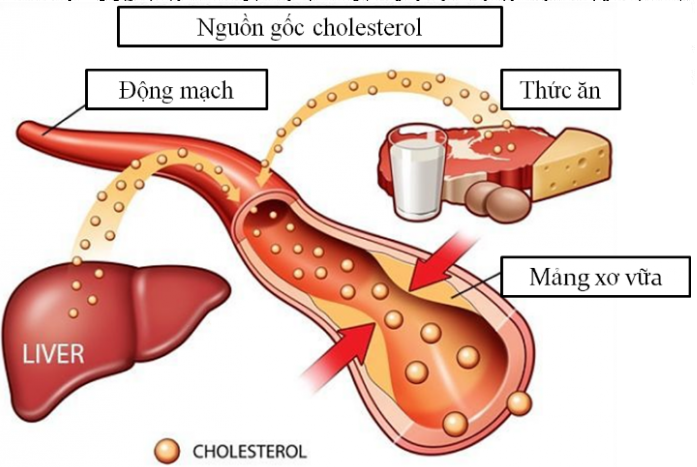 Nguồn gốc cholesterol
Động mạch
Thức ăn
Mảng xơ vữa
LIVER
CHOLESTEROL